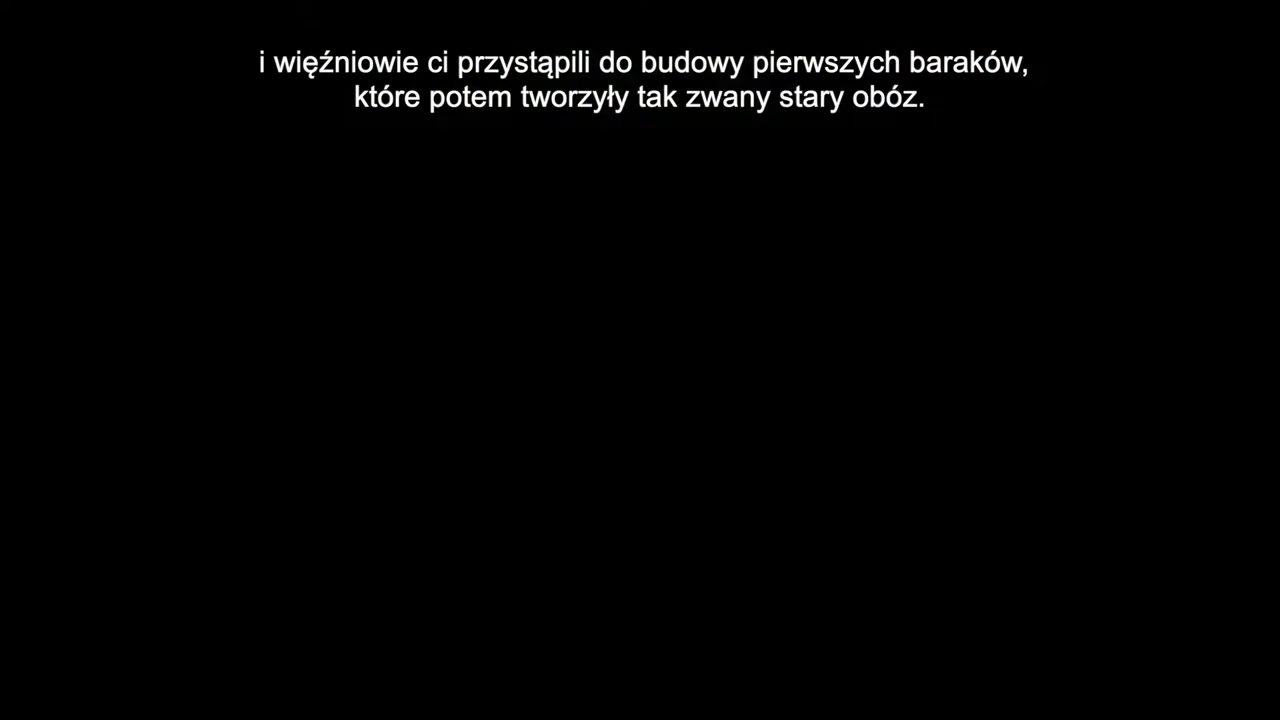 i więźniowie ci przystąpili do budowy pierwszych baraków,
które potem tworzyły tak zwany stary obóz.